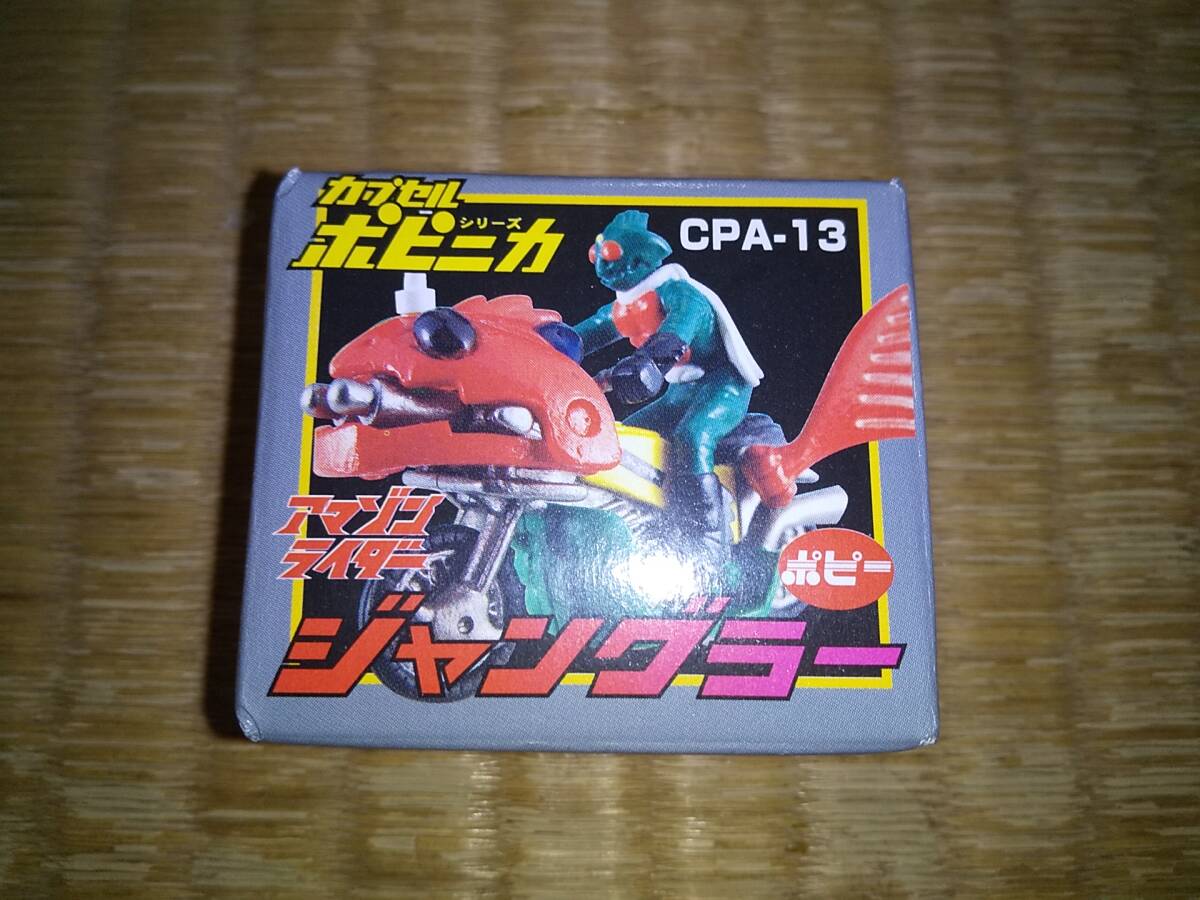 カプセル
ポピニカ シリーズ
CPA-13
アマゾン
ライダー
ポピー
ジャングラー